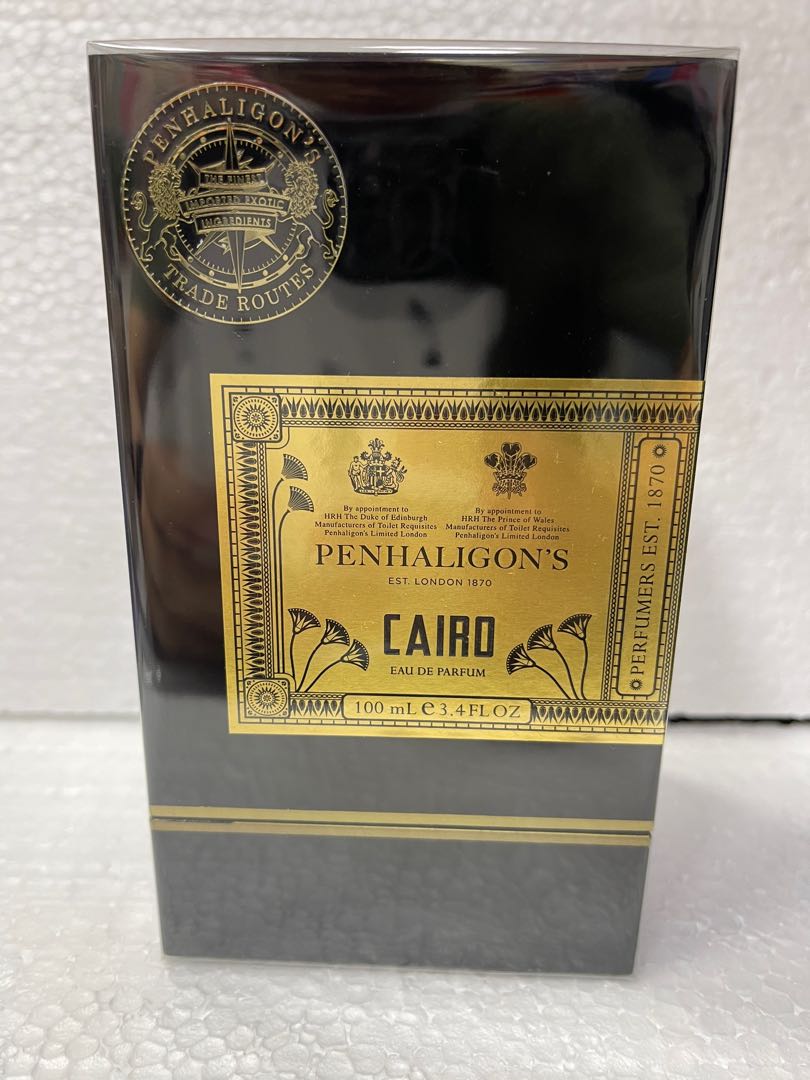 PENHALIGON'S
THE FINEST
IMPORTED EXOTIC
INGREDIENTS
TRADE ROUTES
By appointment to
HRH The Duke of Edinburgh
Manufacturers of Toilet Requisites
Penhaligon's Limited London
By appointment to
HRH The Prince of Wales
Manufacturers of Toilet Requisites
Penhaligon's Limited London
PENHALIGON'S
EST. LONDON 1870
CAIRO
EAU DE PARFUM
100 mL ℮ 3.4 FL OZ
PERFUMERS EST. 1870